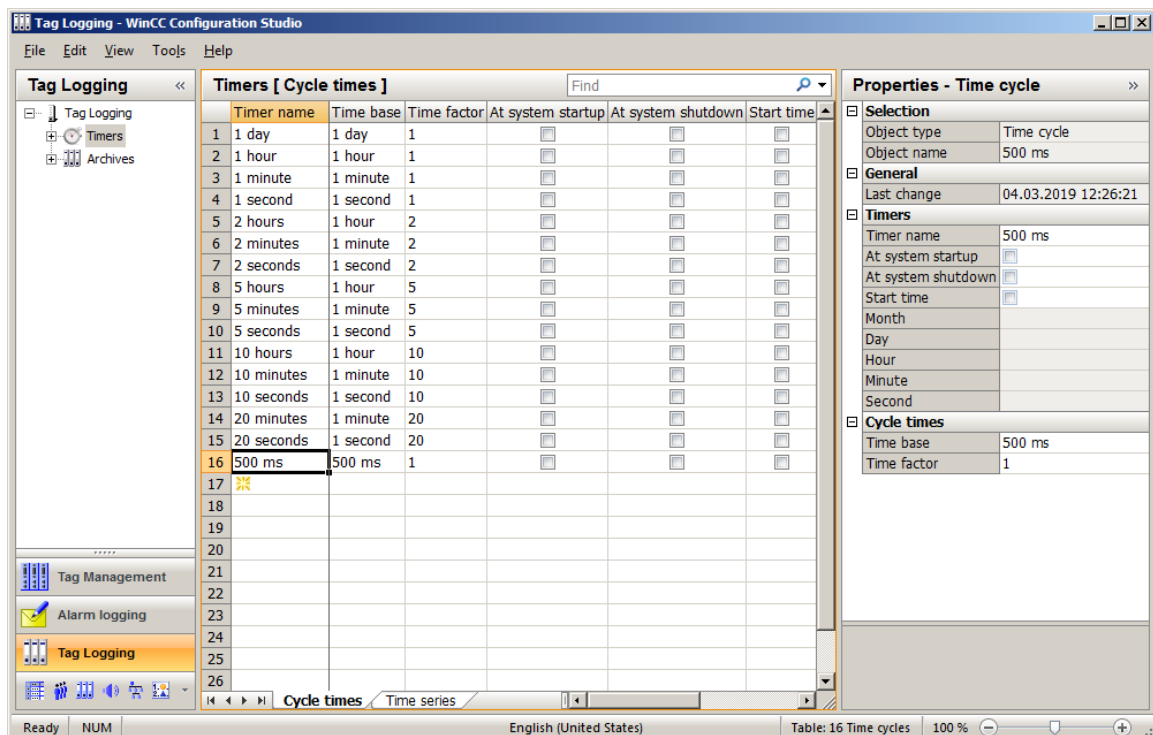 Tag Logging - WinCC Configuration Studio
File Edit View Tools Help
Tag Logging «
Tag Logging
Timers
Archives
Tag Management
Alarm logging
Tag Logging
Timers [ Cycle times ] Find
Timer name Time base Time factor At system startup At system shutdown Start time
1 1 day 1 day 1
2 1 hour 1 hour 1
3 1 minute 1 minute 1
4 1 second 1 second 1
5 2 hours 1 hour 2
6 2 minutes 1 minute 2
7 2 seconds 1 second 2
8 5 hours 1 hour 5
9 5 minutes 1 minute 5
10 5 seconds 1 second 5
11 10 hours 1 hour 10
12 10 minutes 1 minute 10
13 10 seconds 1 second 10
14 20 minutes 1 minute 20
15 20 seconds 1 second 20
16 500 ms 500 ms 1
17
18
19
20
21
22
23
24
25
26
Cycle times Time series
Properties - Time cycle »
Selection
Object type Time cycle
Object name 500 ms
General
Last change 04.03.2019 12:26:21
Timers
Timer name 500 ms
At system startup
At system shutdown
Start time
Month
Day
Hour
Minute
Second
Cycle times
Time base 500 ms
Time factor 1
Ready NUM English (United States) Table: 16 Time cycles 100 %